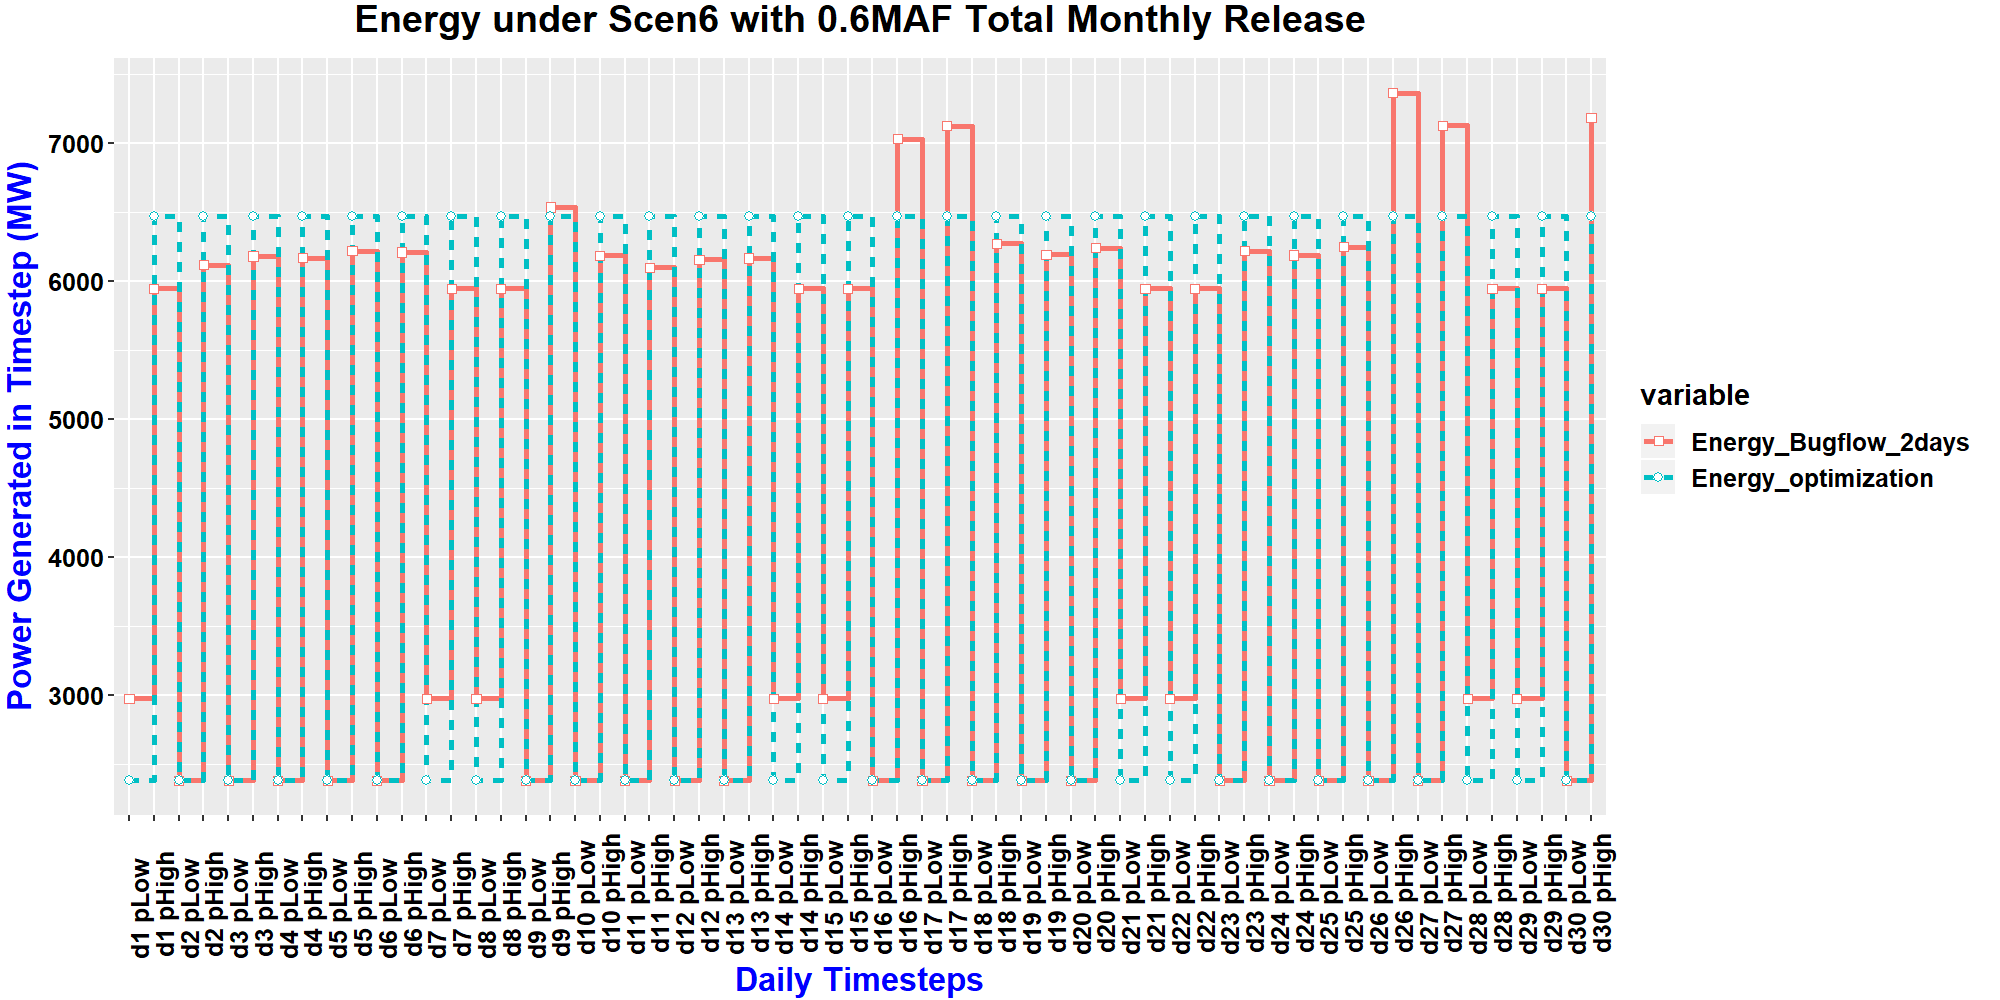 Energy under Scen6 with 0.6MAF Total Monthly Release
Power Generated in Timestep (MW)
7000
6000
5000
4000
3000
d1 pLow
d1 pHigh
d2 pLow
d2 pHigh
d3 pLow
d3 pHigh
d4 pLow
d4 pHigh
d5 pLow
d5 pHigh
d6 pLow
d6 pHigh
d7 pLow
d7 pHigh
d8 pLow
d8 pHigh
d9 pLow
d9 pHigh
d10 pLow
d10 pHigh
d11 pLow
d11 pHigh
d12 pLow
d12 pHigh
d13 pLow
d13 pHigh
d14 pLow
d14 pHigh
d15 pLow
d15 pHigh
d16 pLow
d16 pHigh
d17 pLow
d17 pHigh
d18 pLow
d18 pHigh
d19 pLow
d19 pHigh
d20 pLow
d20 pHigh
d21 pLow
d21 pHigh
d22 pLow
d22 pHigh
d23 pLow
d23 pHigh
d24 pLow
d24 pHigh
d25 pLow
d25 pHigh
d26 pLow
d26 pHigh
d27 pLow
d27 pHigh
d28 pLow
d28 pHigh
d29 pLow
d29 pHigh
d30 pLow
d30 pHigh
Daily Timesteps
variable
Energy_Bugflow_2days
Energy_optimization